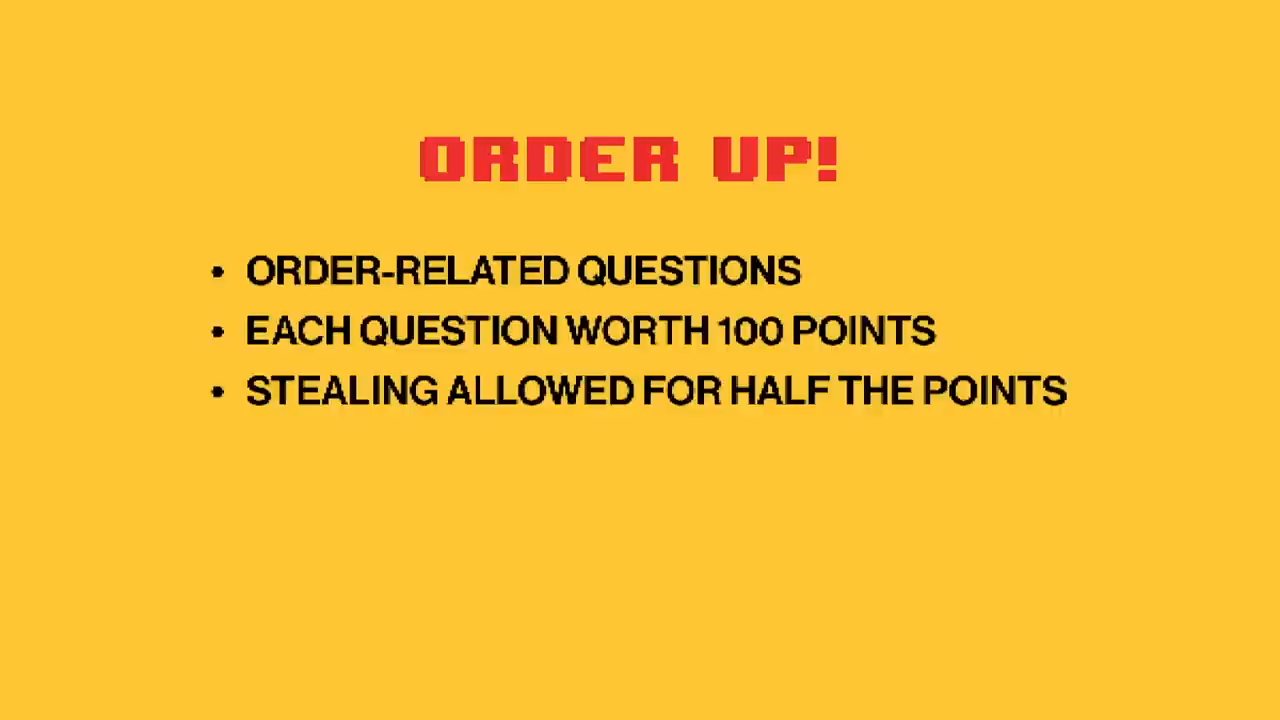 ORDER UP!
• ORDER-RELATED QUESTIONS
• EACH QUESTION WORTH 100 POINTS
• STEALING ALLOWED FOR HALF THE POINTS